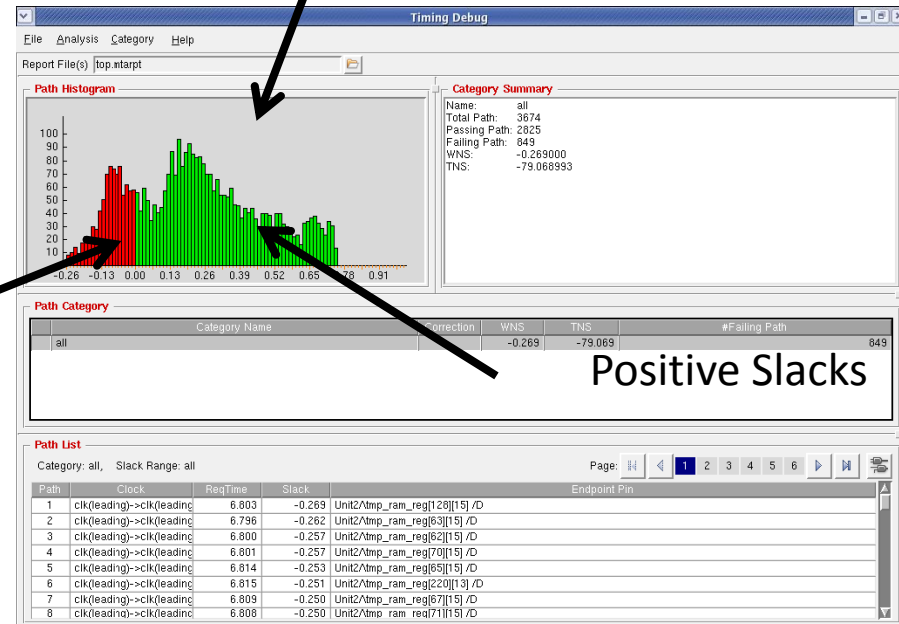 Timing Debug
File Analysis Category Help
Report File(s) top.mtarpt
Path Histogram
100
90
80
70
60
50
40
30
20
10
-0.26 -0.13 0.00 0.13 0.26 0.39 0.52 0.65 0.78 0.91
Category Summary
Name: all
Total Path: 3674
Passing Path: 2825
Failing Path: 849
WNS: -0.269000
TNS: -79.068993
Path Category
Category Name Correction WNS TNS #Failing Path
all -0.269 -79.069 849
Positive Slacks
Path List
Category: all, Slack Range: all Page: 1 2 3 4 5 6
Path Clock ReqTime Slack Endpoint Pin
1 clk(leading)->clk(leading 6.803 -0.269 Unit2/\tmp_ram_reg[128][15] /D
2 clk(leading)->clk(leading 6.796 -0.262 Unit2/\tmp_ram_reg[63][15] /D
3 clk(leading)->clk(leading 6.800 -0.257 Unit2/\tmp_ram_reg[62][15] /D
4 clk(leading)->clk(leading 6.801 -0.257 Unit2/\tmp_ram_reg[70][15] /D
5 clk(leading)->clk(leading 6.814 -0.253 Unit2/\tmp_ram_reg[65][15] /D
6 clk(leading)->clk(leading 6.815 -0.251 Unit2/\tmp_ram_reg[220][13] /D
7 clk(leading)->clk(leading 6.809 -0.250 Unit2/\tmp_ram_reg[67][15] /D
8 clk(leading)->clk(leading 6.808 -0.250 Unit2/\tmp_ram_reg[71][15] /D